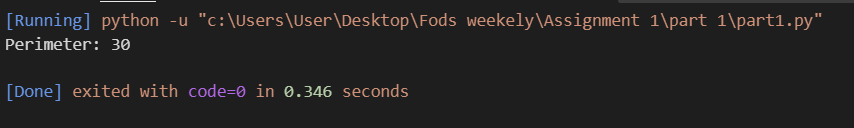 [Running] python -u "c:\Users\User\Desktop\Fods weekely\Assignment 1\part 1\part1.py"
Perimeter: 30
[Done] exited with code=0 in 0.346 seconds